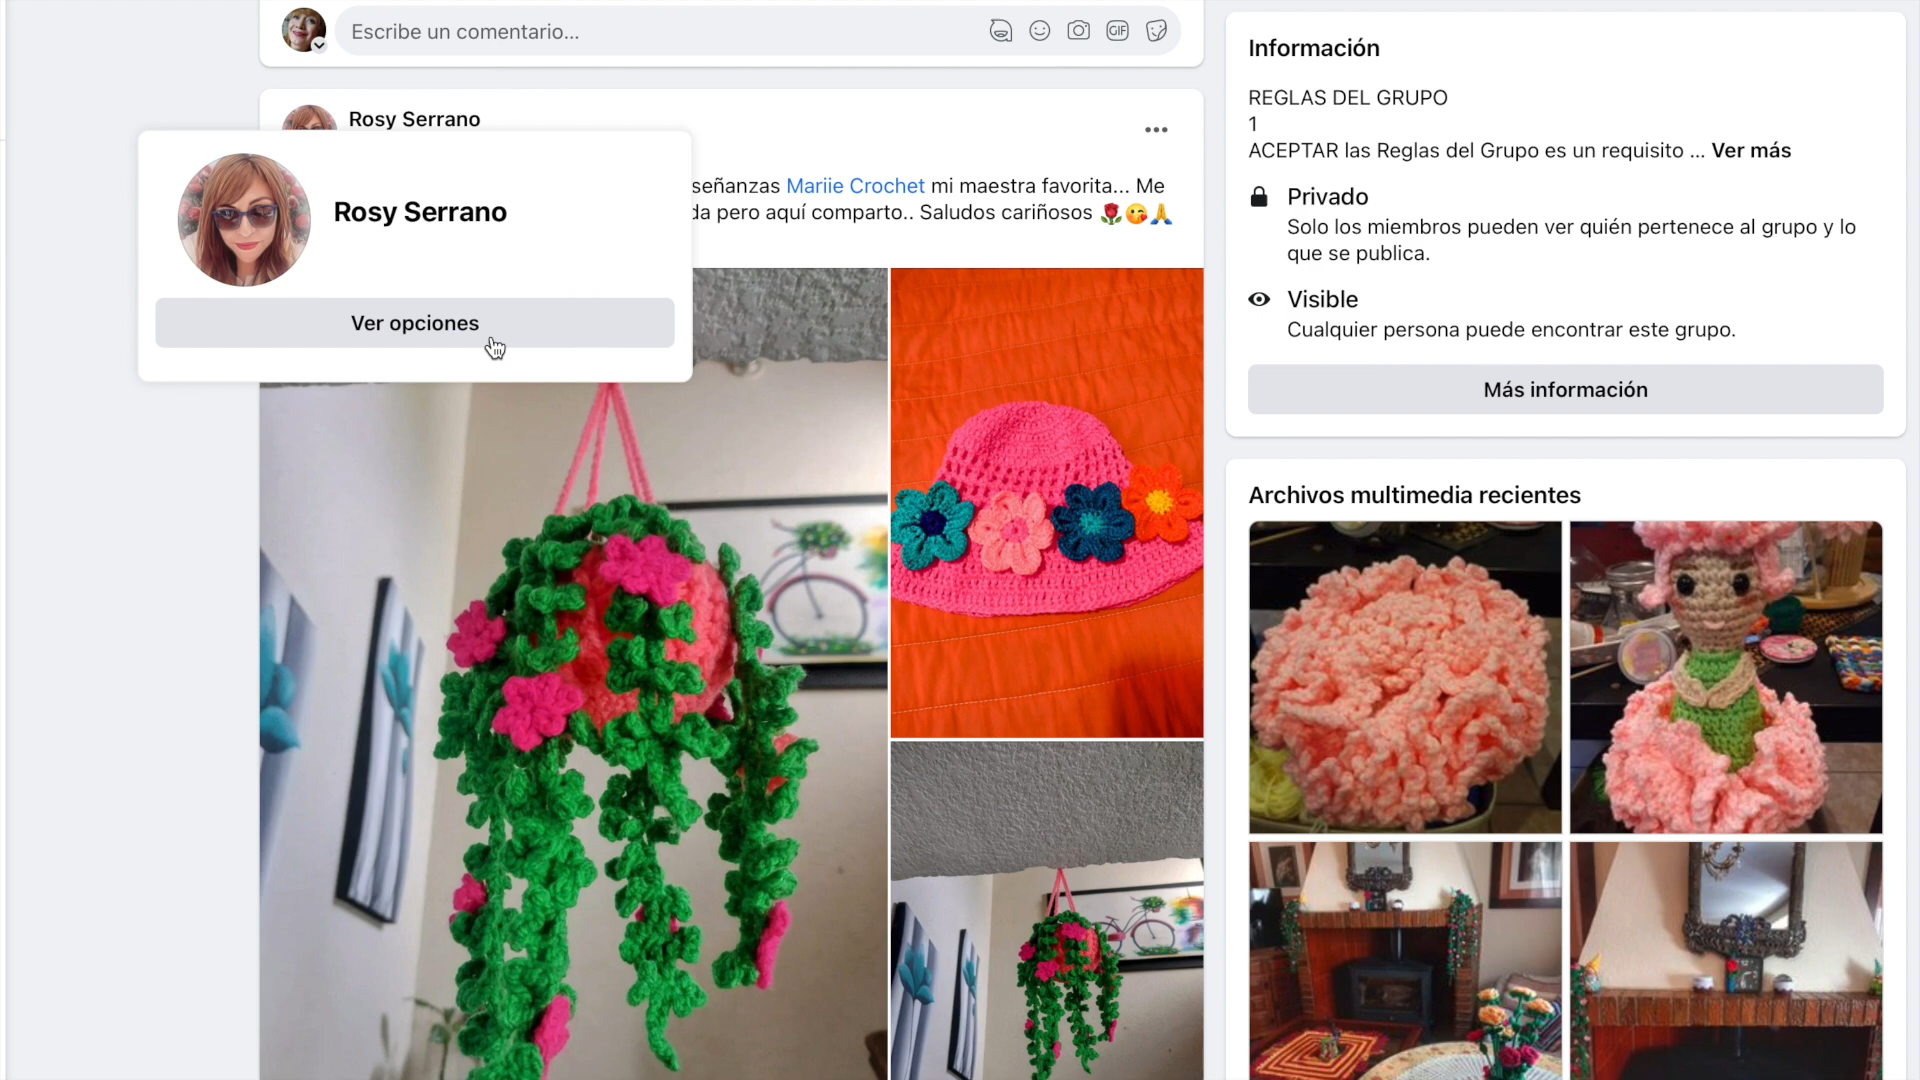 Escribe un comentario...
GIF
Rosy Serrano
Rosy Serrano
Ver opciones
señanzas Mariie Crochet mi maestra favorita... Me
da pero aquí comparto.. Saludos cariñosos 🌹😘🙏
Información
REGLAS DEL GRUPO
1
ACEPTAR las Reglas del Grupo es un requisito ... Ver más
Privado
Solo los miembros pueden ver quién pertenece al grupo y lo
que se publica.
Visible
Cualquier persona puede encontrar este grupo.
Más información
Archivos multimedia recientes